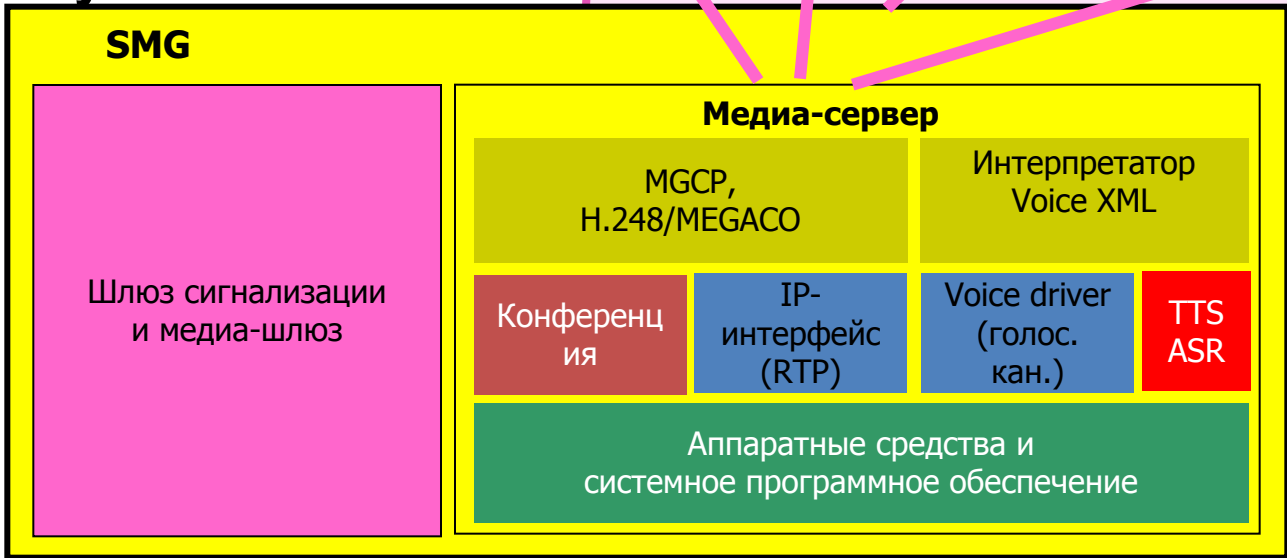 SMG
Шлюз сигнализации
и медиа-шлюз
Медиа-сервер
MGCP,
H.248/MEGACO
Интерпретатор
Voice XML
Конференц
ия
IP-
интерфейс
(RTP)
Voice driver
(голос.
кан.)
TTS
ASR
Аппаратные средства и
системное программное обеспечение